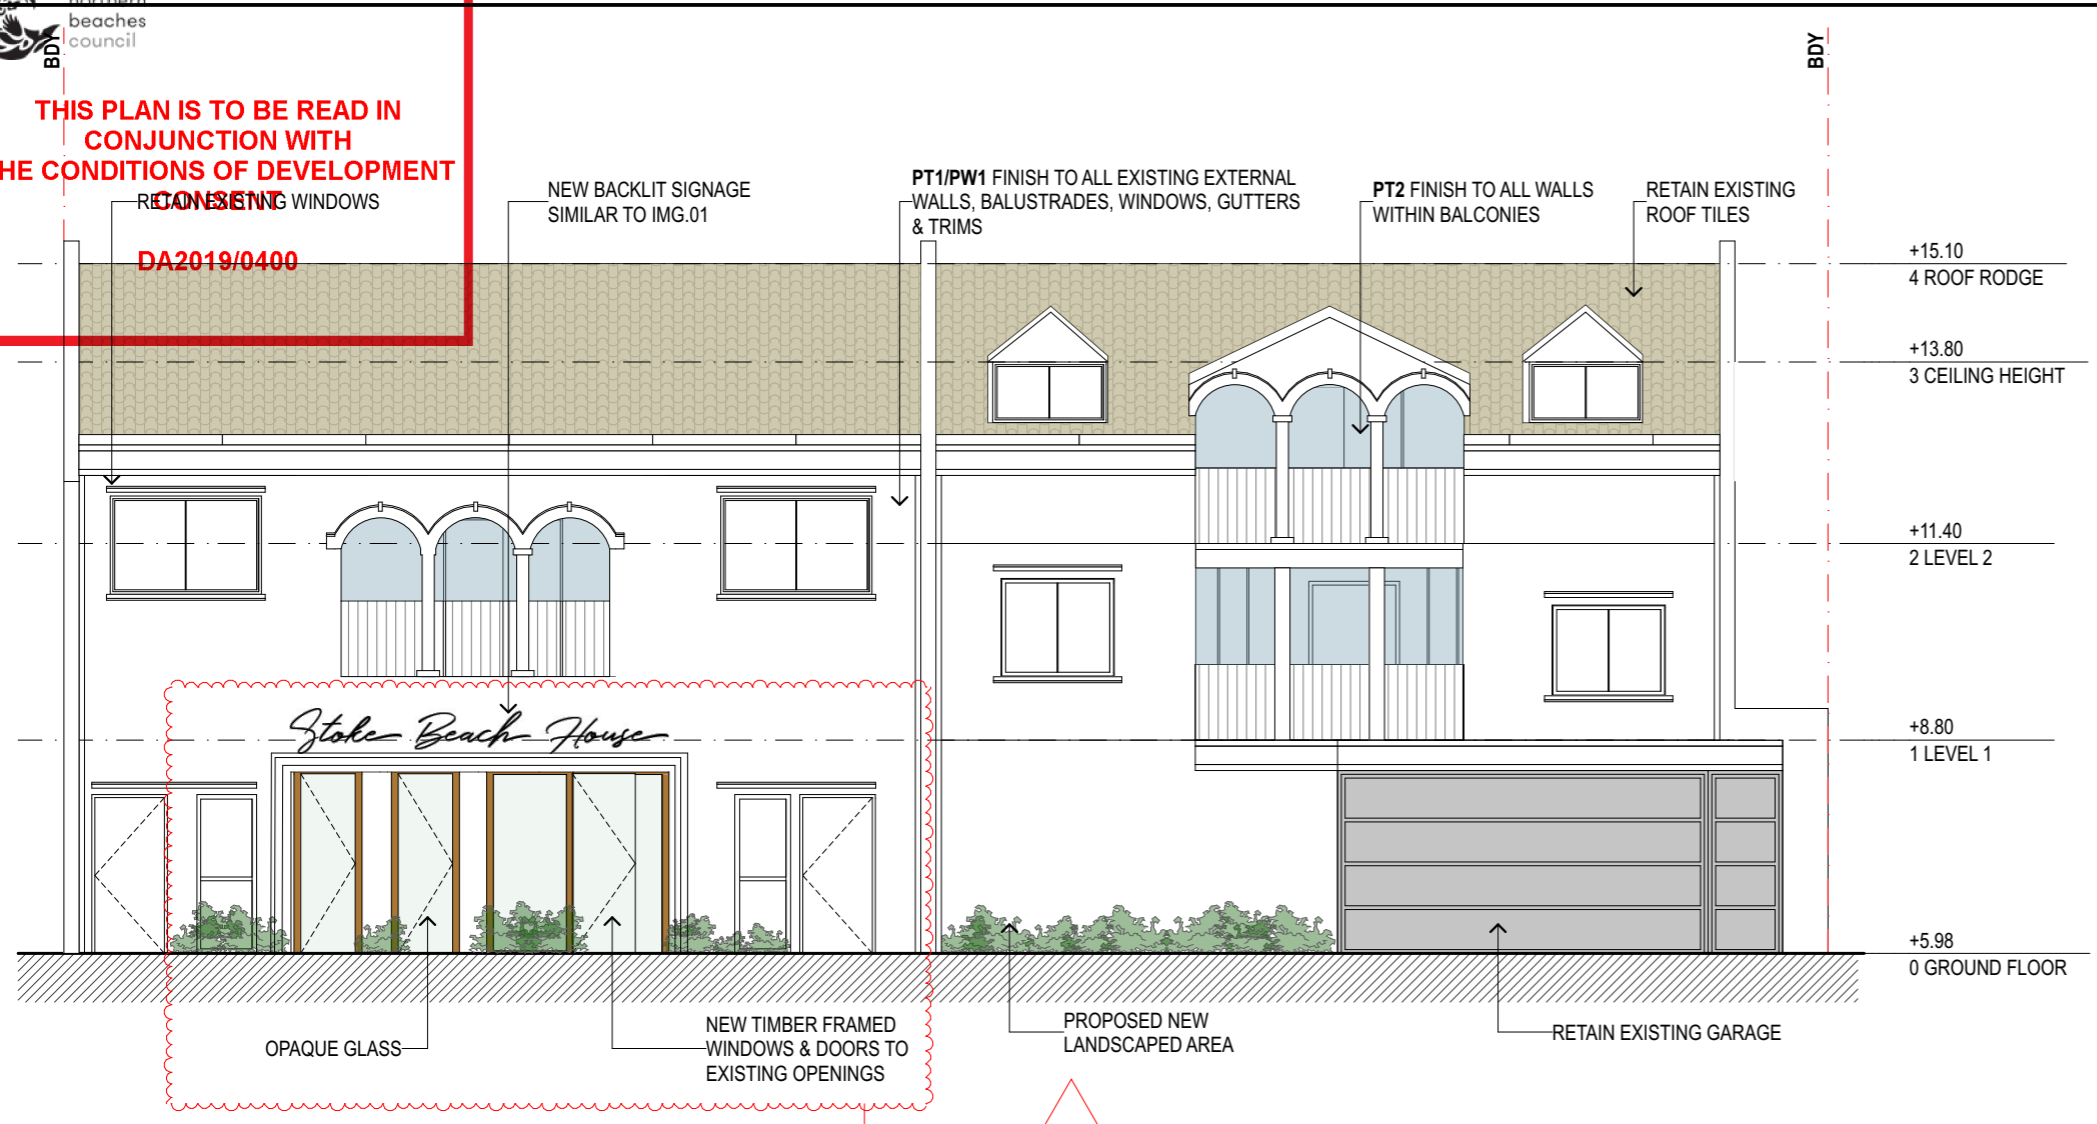 northern
beaches
council
BDY
BDY
THIS PLAN IS TO BE READ IN
CONJUNCTION WITH
HE CONDITIONS OF DEVELOPMENT
CONSENT
DA2019/0400
RETAIN EXISTING WINDOWS
NEW BACKLIT SIGNAGE
SIMILAR TO IMG.01
PT1/PW1 FINISH TO ALL EXISTING EXTERNAL
WALLS, BALUSTRADES, WINDOWS, GUTTERS
& TRIMS
PT2 FINISH TO ALL WALLS
WITHIN BALCONIES
RETAIN EXISTING
ROOF TILES
+15.10
4 ROOF RODGE
+13.80
3 CEILING HEIGHT
+11.40
2 LEVEL 2
+8.80
1 LEVEL 1
+5.98
0 GROUND FLOOR
Stoke Beach House
OPAQUE GLASS
NEW TIMBER FRAMED
WINDOWS & DOORS TO
EXISTING OPENINGS
PROPOSED NEW
LANDSCAPED AREA
RETAIN EXISTING GARAGE